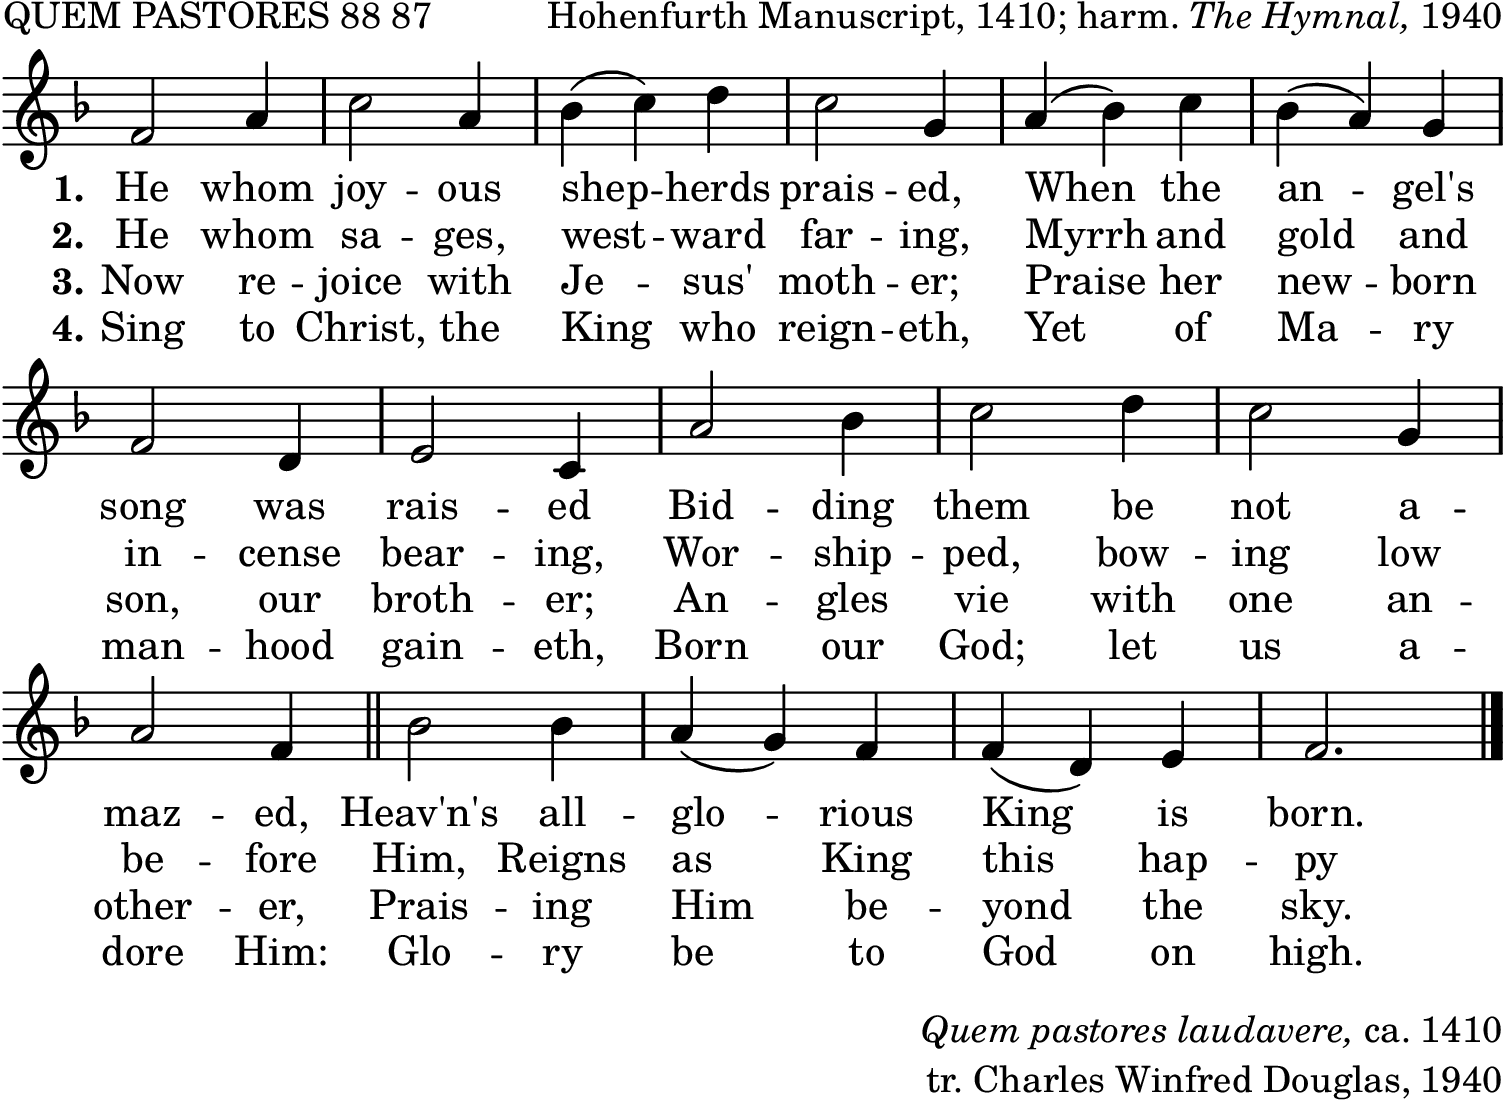 QUEM PASTORES 88 87 Hohenfurth Manuscript, 1410; harm. The Hymnal, 1940
1. He whom joy -- ous shep -- herds prais -- ed, When the an -- gel's
2. He whom sa -- ges, west -- ward far -- ing, Myrrh and gold and
3. Now re -- joice with Je -- sus' moth -- er; Praise her new -- born
4. Sing to Christ, the King who reign -- eth, Yet of Ma -- ry
song was rais -- ed Bid -- ding them be not a --
in -- cense bear -- ing, Wor -- ship -- ped, bow -- ing low
son, our broth -- er; An -- gles vie with one an --
man -- hood gain -- eth, Born our God; let us a --
maz -- ed, Heav'n's all -- glo -- rious King is born.
be -- fore Him, Reigns as King this hap -- py
other -- er, Prais -- ing Him be -- yond the sky.
dore Him: Glo -- ry be to God on high.
Quem pastores laudavere, ca. 1410
tr. Charles Winfred Douglas, 1940